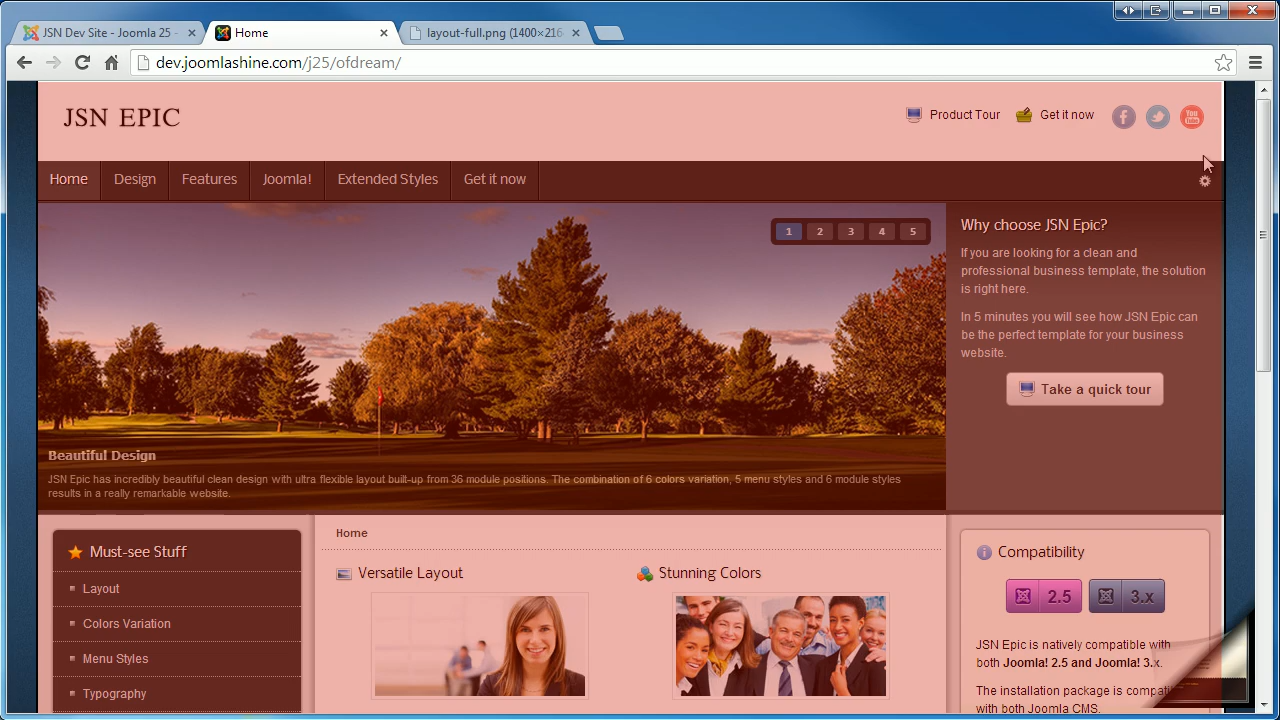 JSN Dev Site - Joomla 25 -
Home
layout-full.png (1400×216
dev.joomlashine.com/j25/ofdream/
JSN EPIC
Product Tour
Get it now
You
Tube
Home
Design
Features
Joomla!
Extended Styles
Get it now
1 2 3 4 5
Beautiful Design
JSN Epic has incredibly beautiful clean design with ultra flexible layout built-up from 36 module positions. The combination of 6 colors variation, 5 menu styles and 6 module styles
results in a really remarkable website.
Why choose JSN Epic?
If you are looking for a clean and
professional business template, the solution
is right here.
In 5 minutes you will see how JSN Epic can
be the perfect template for your business
website.
Take a quick tour
Must-see Stuff
Layout
Colors Variation
Menu Styles
Typography
Home
Versatile Layout
Stunning Colors
Compatibility
2.5
3.x
JSN Epic is natively compatible with
both Joomla! 2.5 and Joomla! 3.x.
The installation package is compati
with both Joomla CMS.